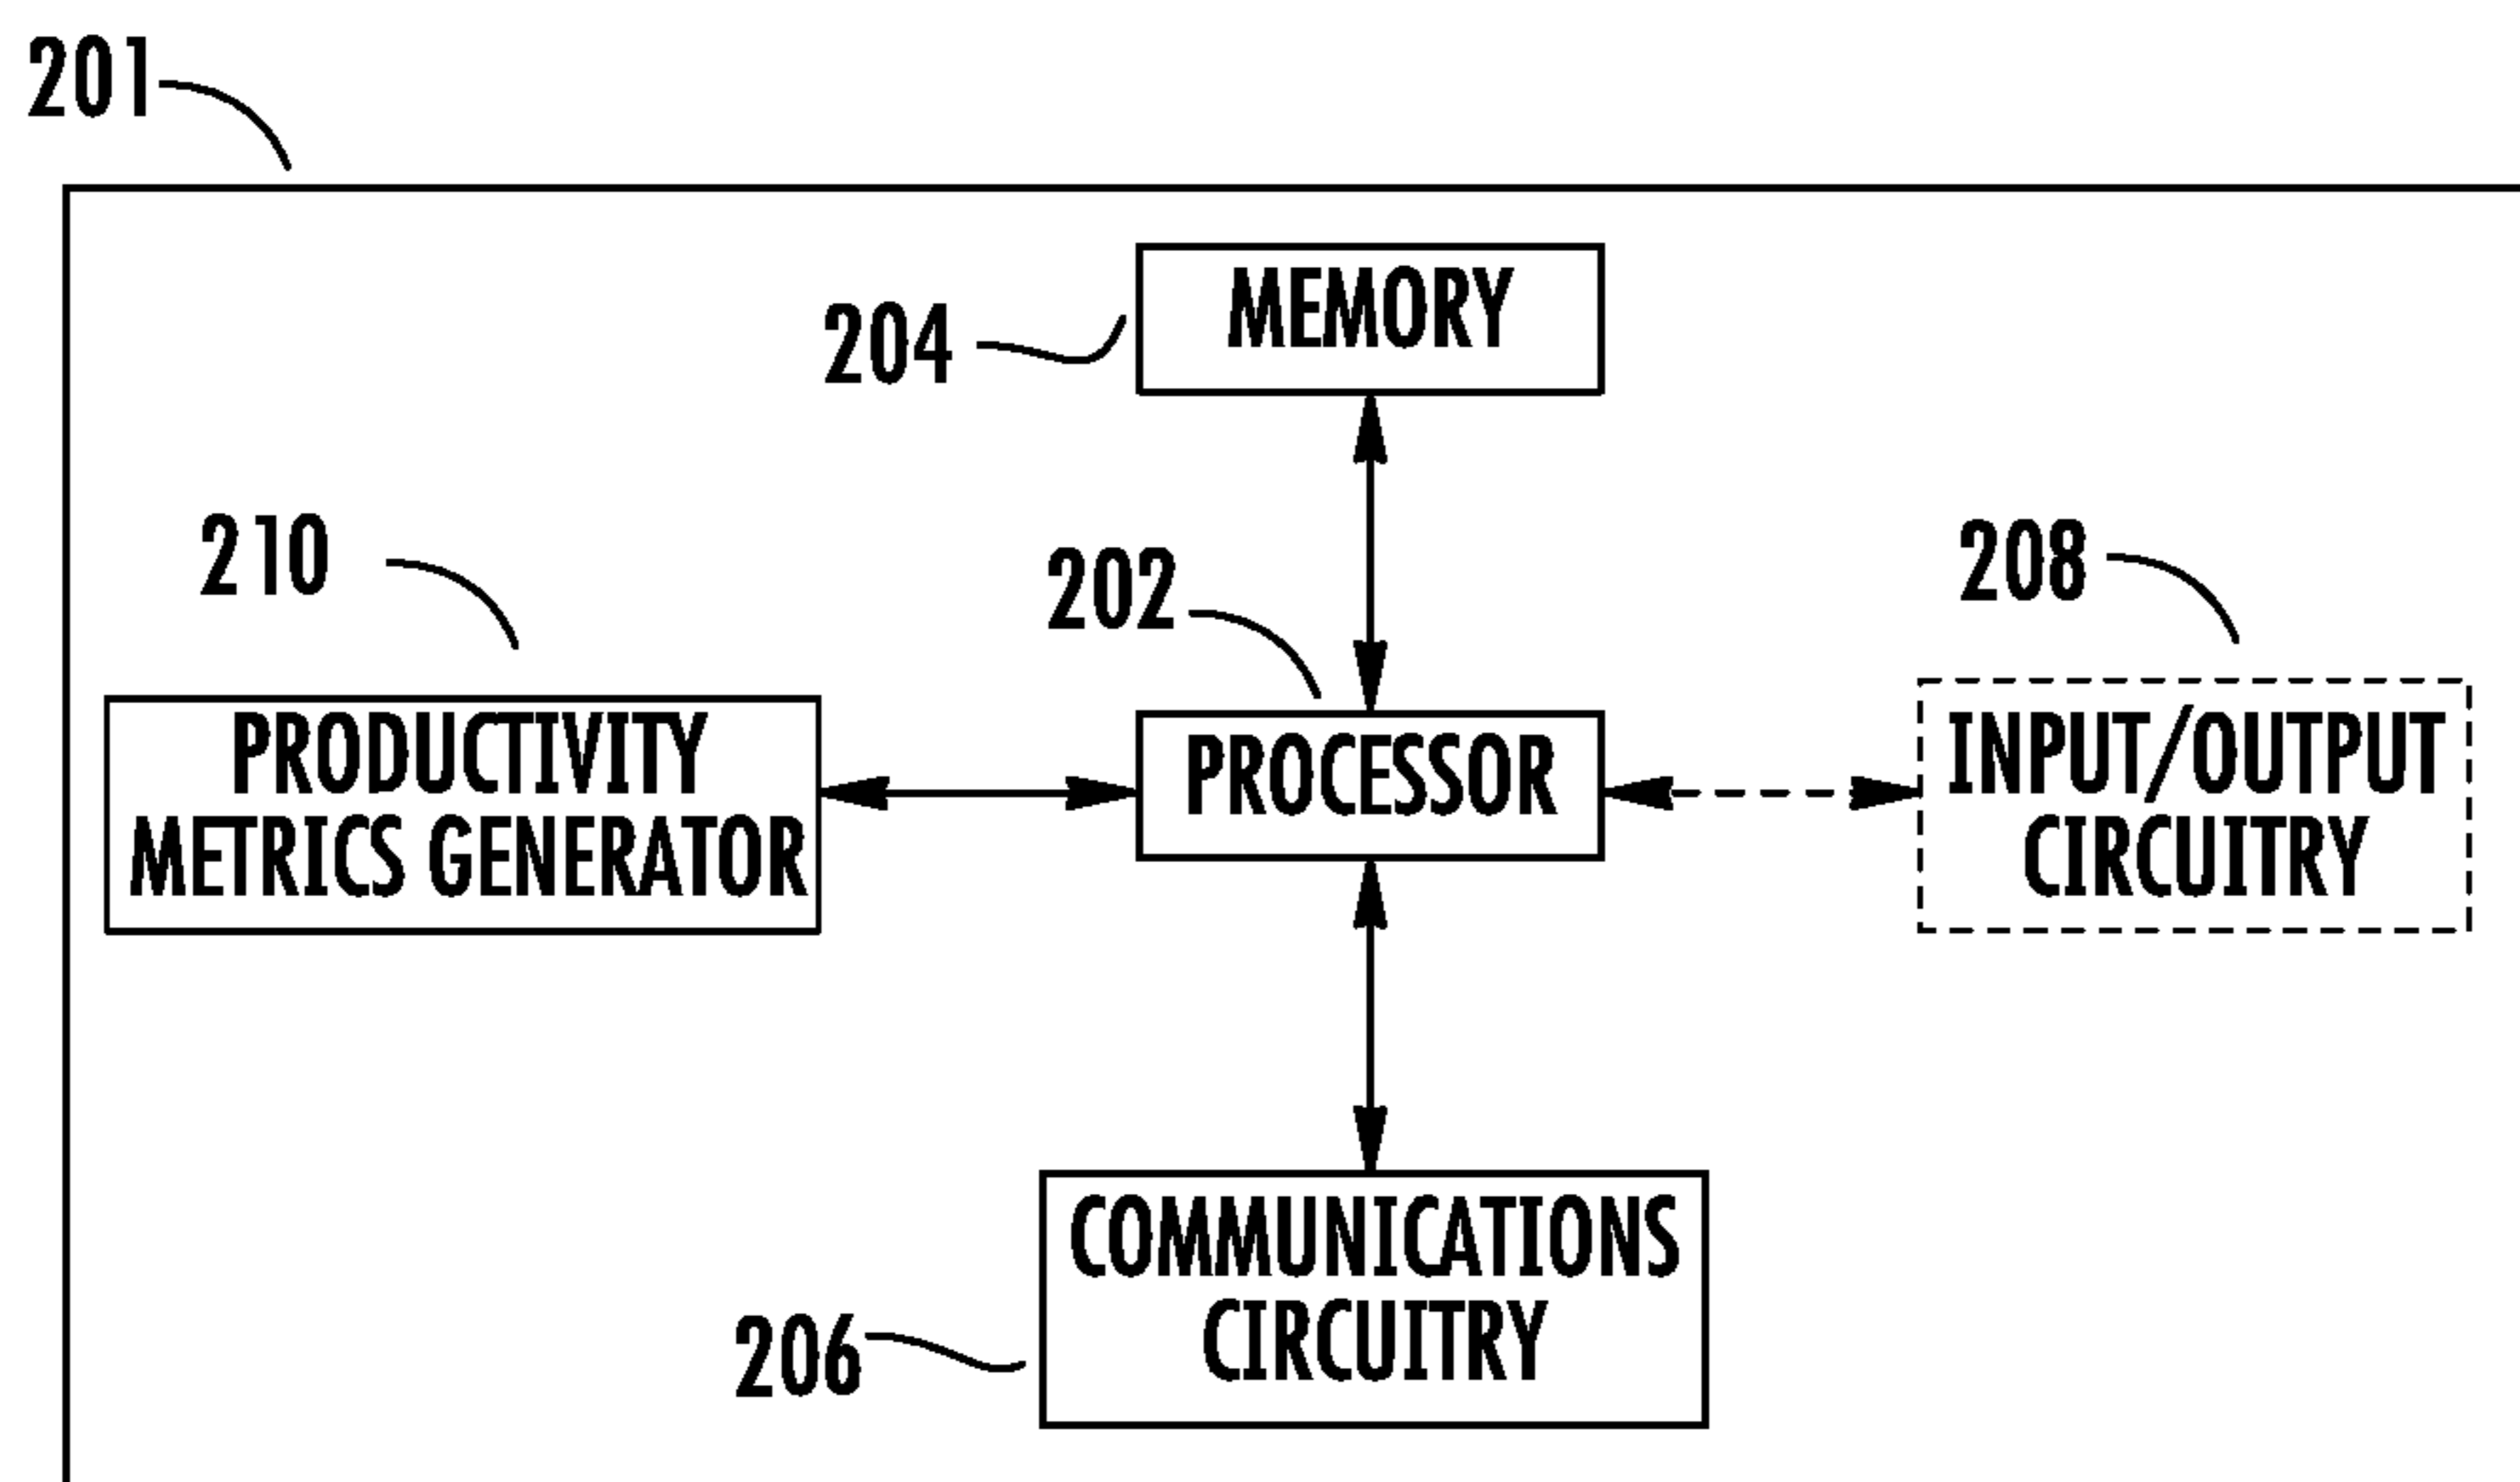 201
MEMORY
204
210
202
208
PRODUCTIVITY
METRICS GENERATOR
PROCESSOR
INPUT/OUTPUT
CIRCUITRY
COMMUNICATIONS
CIRCUITRY
206